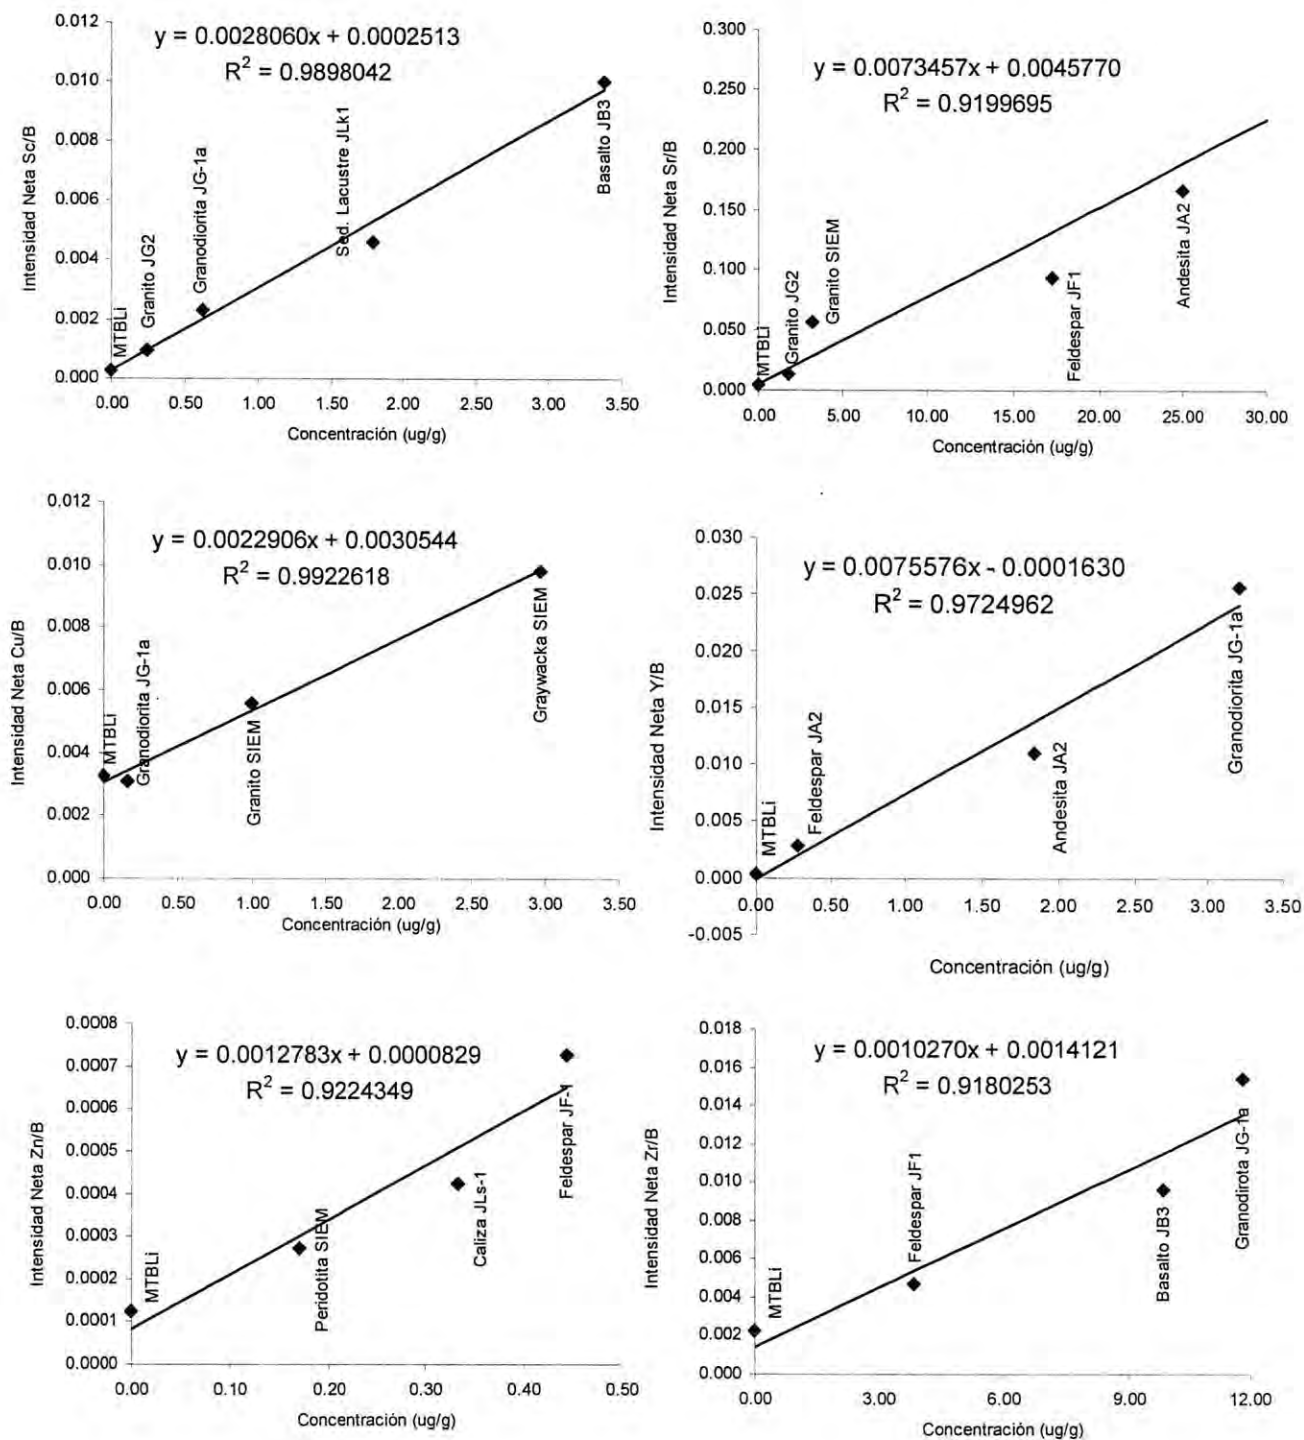 y = 0.0028060x + 0.0002513
R² = 0.9898042
Intensidad Neta Sc/B
0.012
0.010
0.008
0.006
0.004
0.002
0.000
MTBLi
Granito JG2
Granodiorita JG-1a
Sed. Lacustre JLk1
Basalto JB3
0.00 0.50 1.00 1.50 2.00 2.50 3.00 3.50
Concentración (ug/g)
y = 0.0073457x + 0.0045770
R² = 0.9199695
Intensidad Neta Sr/B
0.300
0.250
0.200
0.150
0.100
0.050
0.000
MTBLi
Granito JG2
Granito SIEM
Feldespar JF1
Andesita JA2
0.00 5.00 10.00 15.00 20.00 25.00 30.00
Concentración (ug/g)
y = 0.0022906x + 0.0030544
R² = 0.9922618
Intensidad Neta Cu/B
0.012
0.010
0.008
0.006
0.004
0.002
0.000
MTBLi
Granodiorita JG-1a
Granito SIEM
Graywacka SIEM
0.00 0.50 1.00 1.50 2.00 2.50 3.00 3.50
Concentración (ug/g)
y = 0.0075576x - 0.0001630
R² = 0.9724962
Intensidad Neta Y/B
0.030
0.025
0.020
0.015
0.010
0.005
0.000
-0.005
MTBLi
Feldespar JA2
Andesita JA2
Granodiorita JG-1a
0.00 0.50 1.00 1.50 2.00 2.50 3.00 3.50
Concentración (ug/g)
y = 0.0012783x + 0.0000829
R² = 0.9224349
Intensidad Neta Zn/B
0.0008
0.0007
0.0006
0.0005
0.0004
0.0003
0.0002
0.0001
0.0000
MTBLi
Peridotita SIEM
Caliza JLs-1
Feldespar JF-1
0.00 0.10 0.20 0.30 0.40 0.50
Concentración (ug/g)
y = 0.0010270x + 0.0014121
R² = 0.9180253
Intensidad Neta Zr/B
0.018
0.016
0.014
0.012
0.010
0.008
0.006
0.004
0.002
0.000
MTBLi
Feldespar JF1
Basalto JB3
Granodirota JG-1a
0.00 3.00 6.00 9.00 12.00
Concentración (ug/g)